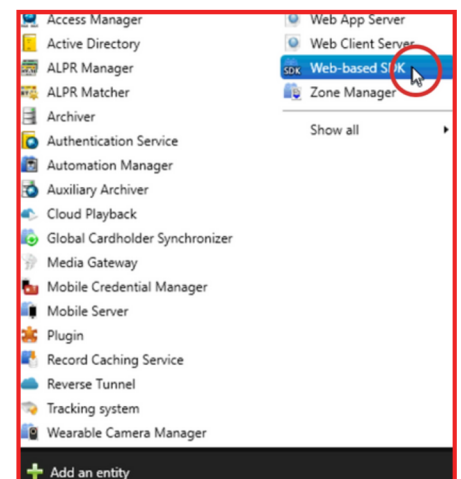 Access Manager
Active Directory
ALPR Manager
ALPR Matcher
Archiver
Authentication Service
Automation Manager
Auxiliary Archiver
Cloud Playback
Global Cardholder Synchronizer
Media Gateway
Mobile Credential Manager
Mobile Server
Plugin
Record Caching Service
Reverse Tunnel
Tracking system
Wearable Camera Manager
Web App Server
Web Client Server
SDK Web-based SDK
Zone Manager
Show all
Add an entity